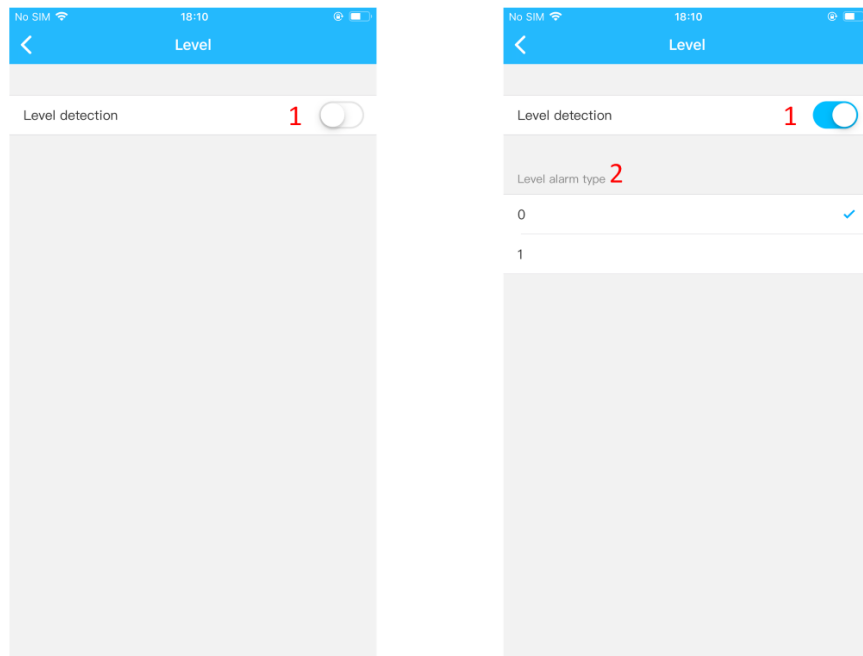 No SIM 18:10
Level
Level detection 1
No SIM 18:10
Level
Level detection 1
Level alarm type 2
0
1